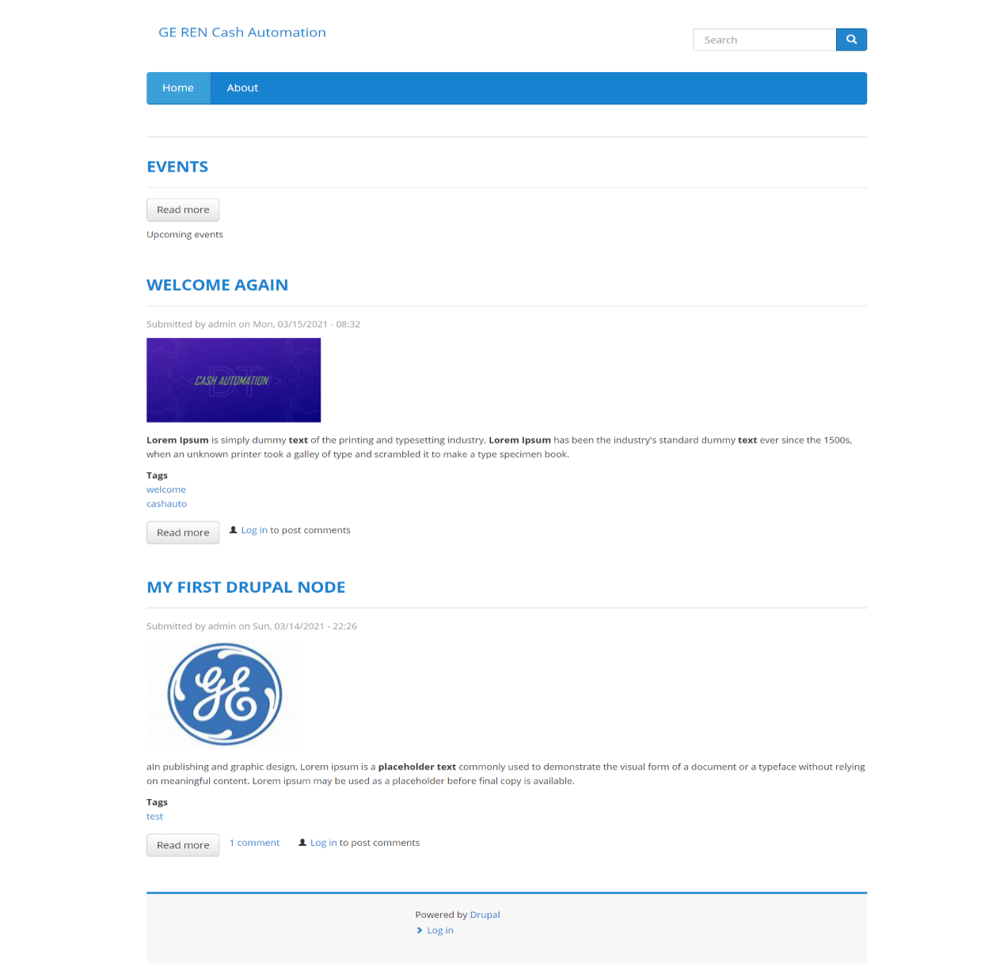 GE REN Cash Automation
Search
Home
About
EVENTS
Read more
Upcoming events
WELCOME AGAIN
Submitted by admin on Mon, 03/15/2021 - 08:32
DT
CASH AUTOMATION
Lorem Ipsum is simply dummy text of the printing and typesetting industry. Lorem Ipsum has been the industry's standard dummy text ever since the 1500s,
when an unknown printer took a galley of type and scrambled it to make a type specimen book.
Tags
welcome
cashauto
Read more
Log in to post comments
MY FIRST DRUPAL NODE
Submitted by admin on Sun, 03/14/2021 - 22:26
GE
aIn publishing and graphic design, Lorem ipsum is a placeholder text commonly used to demonstrate the visual form of a document or a typeface without relying
on meaningful content. Lorem ipsum may be used as a placeholder before final copy is available.
Tags
test
Read more
1 comment
Log in to post comments
Powered by Drupal
Log in